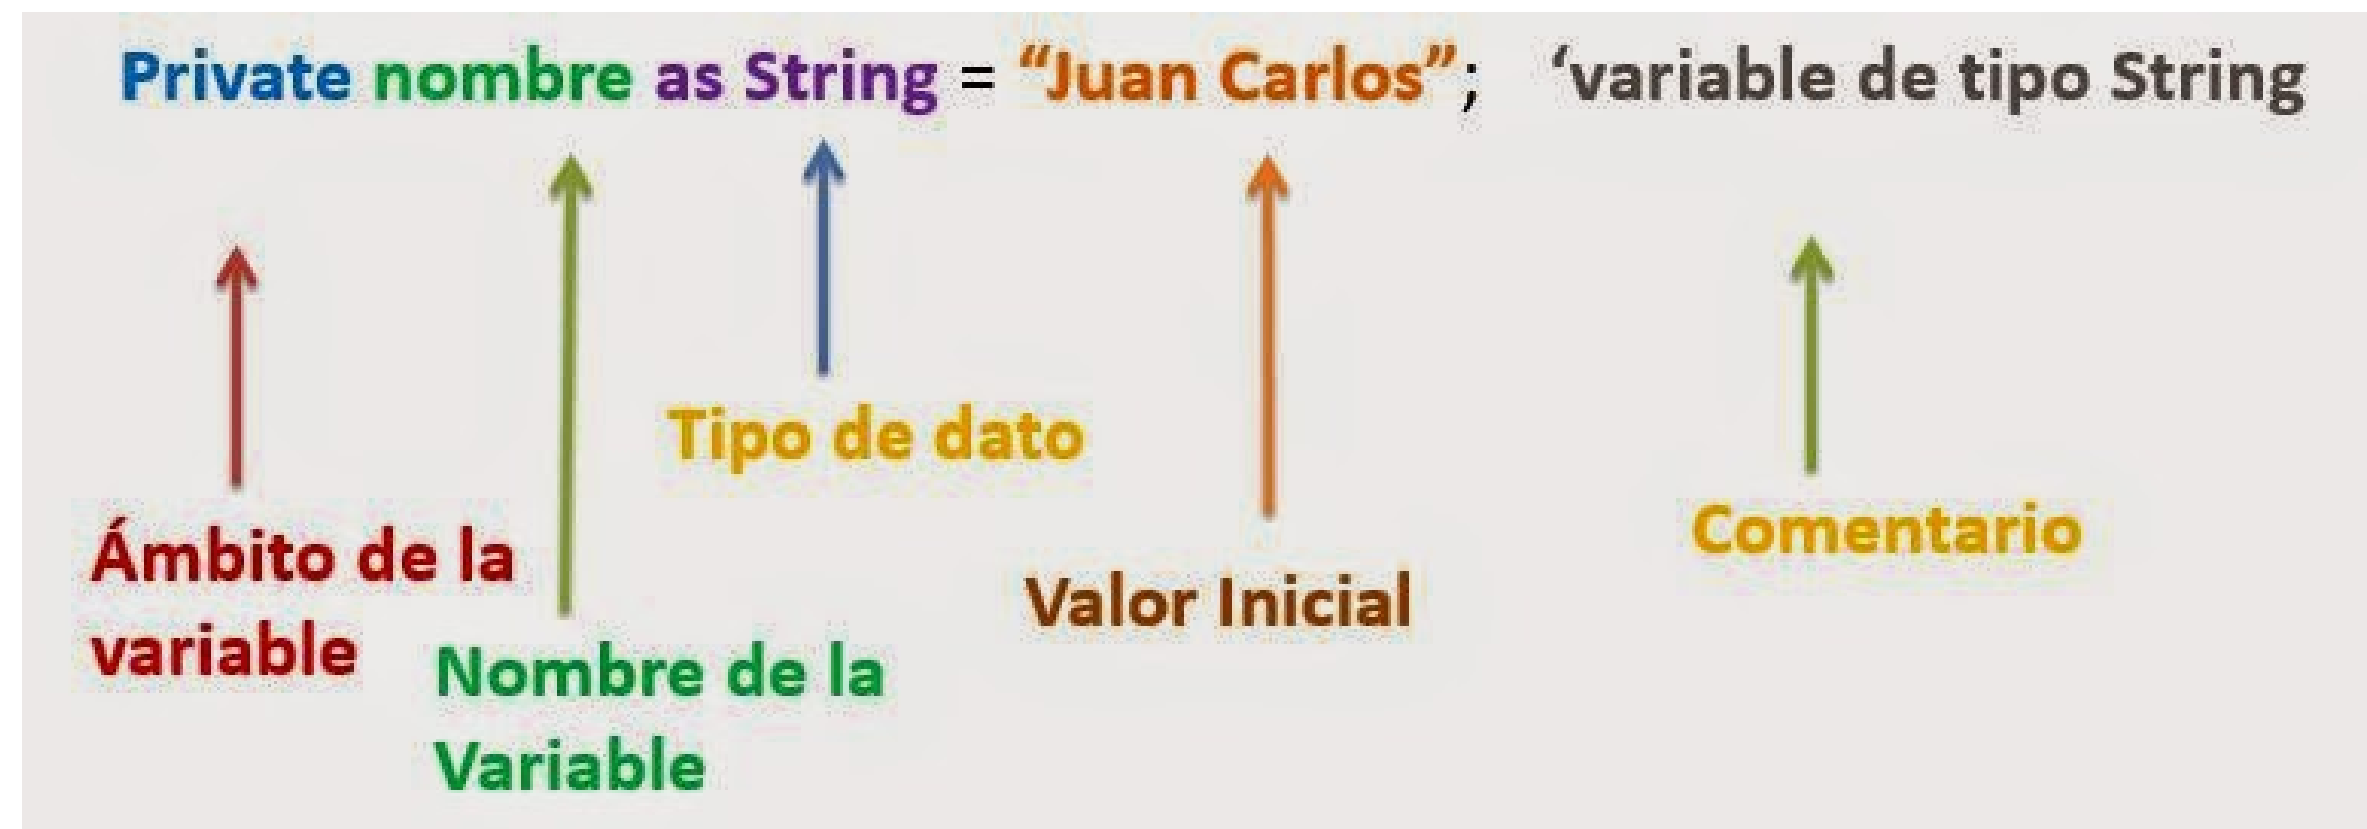 Private nombre as String = “Juan Carlos”; ‘variable de tipo String
Tipo de dato
Ámbito de la
variable
Nombre de la
Variable
Valor Inicial
Comentario